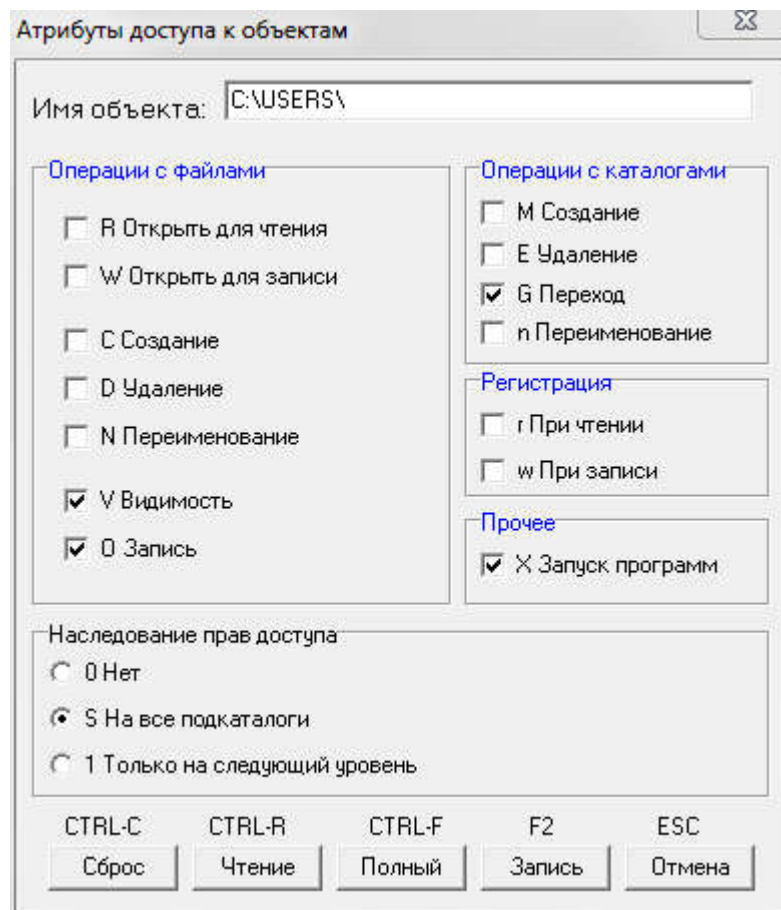 Атрибуты доступа к объектам
Имя объекта: C:\USERS\
Операции с файлами
R Открыть для чтения
W Открыть для записи
C Создание
D Удаление
N Переименование
V Видимость
O Запись
Операции с каталогами
M Создание
E Удаление
G Переход
n Переименование
Регистрация
r При чтении
w При записи
Прочее
X Запуск программ
Наследование прав доступа
0 Нет
S На все подкаталоги
1 Только на следующий уровень
CTRL-C CTRL-R CTRL-F F2 ESC
Сброс Чтение Полный Запись Отмена